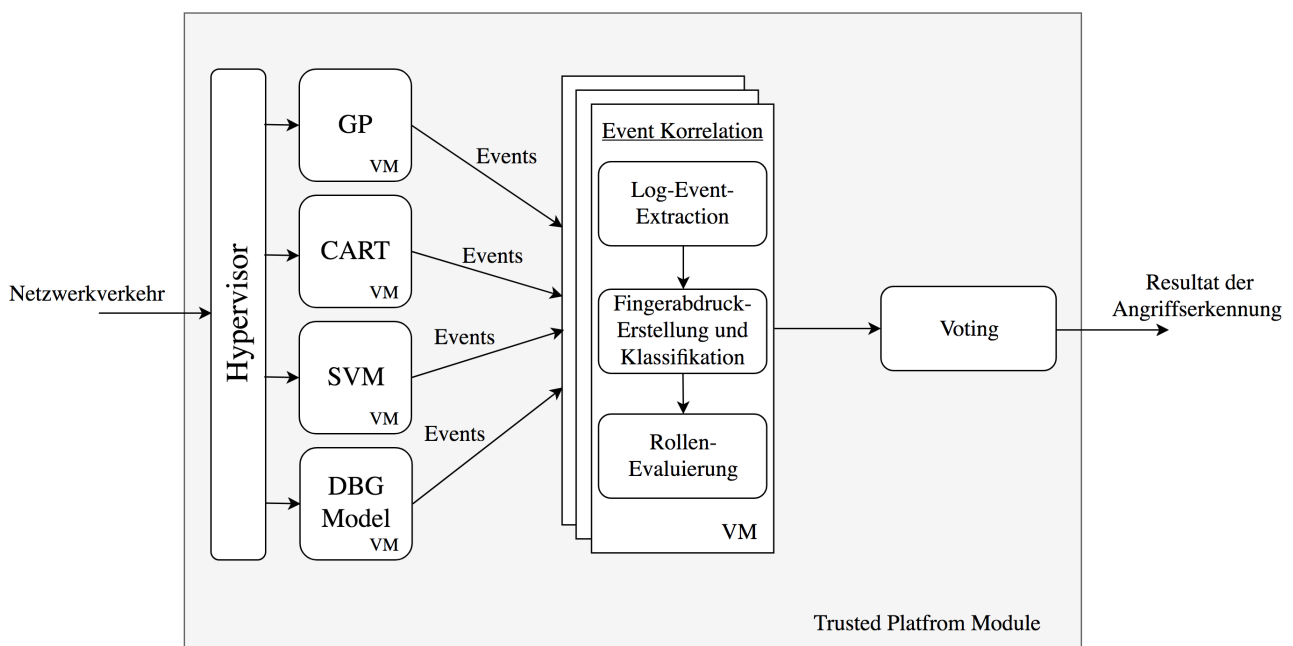 Netzwerkverkehr
Hypervisor
GP
VM
CART
VM
SVM
VM
DBG
Model
VM
Events
Events
Events
Events
Event Korrelation
Log-Event-
Extraction
Fingerabdruck-
Erstellung und
Klassifikation
Rollen-
Evaluierung
VM
Voting
Resultat der
Angriffserkennung
Trusted Platfrom Module